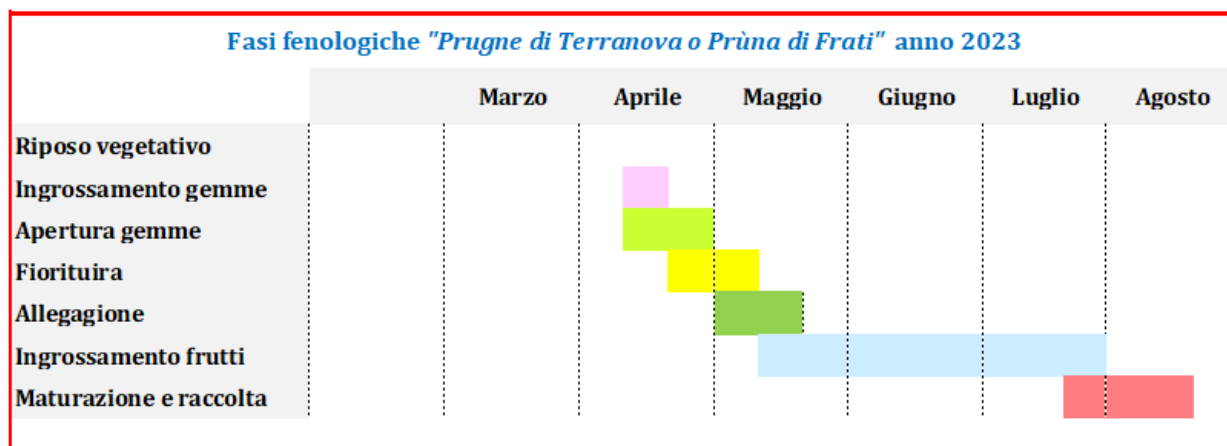 Fasi fenologiche "Prugne di Terranova o Prùna di Frati" anno 2023
Marzo Aprile Maggio Giugno Luglio Agosto
Riposo vegetativo
Ingrossamento gemme
Apertura gemme
Fiorituira
Allegagione
Ingrossamento frutti
Maturazione e raccolta